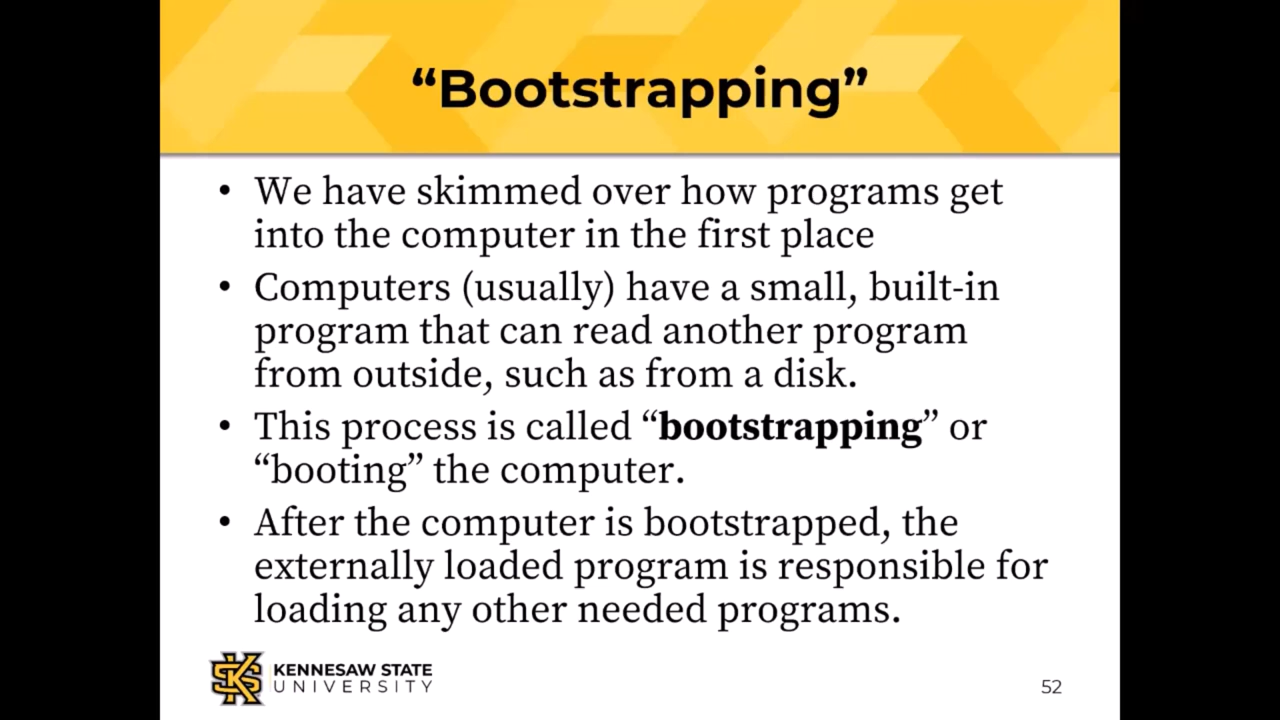 “Bootstrapping”
• We have skimmed over how programs get
into the computer in the first place
• Computers (usually) have a small, built-in
program that can read another program
from outside, such as from a disk.
• This process is called “bootstrapping” or
“booting” the computer.
• After the computer is bootstrapped, the
externally loaded program is responsible for
loading any other needed programs.
KS
KENNESAW STATE
UNIVERSITY
52